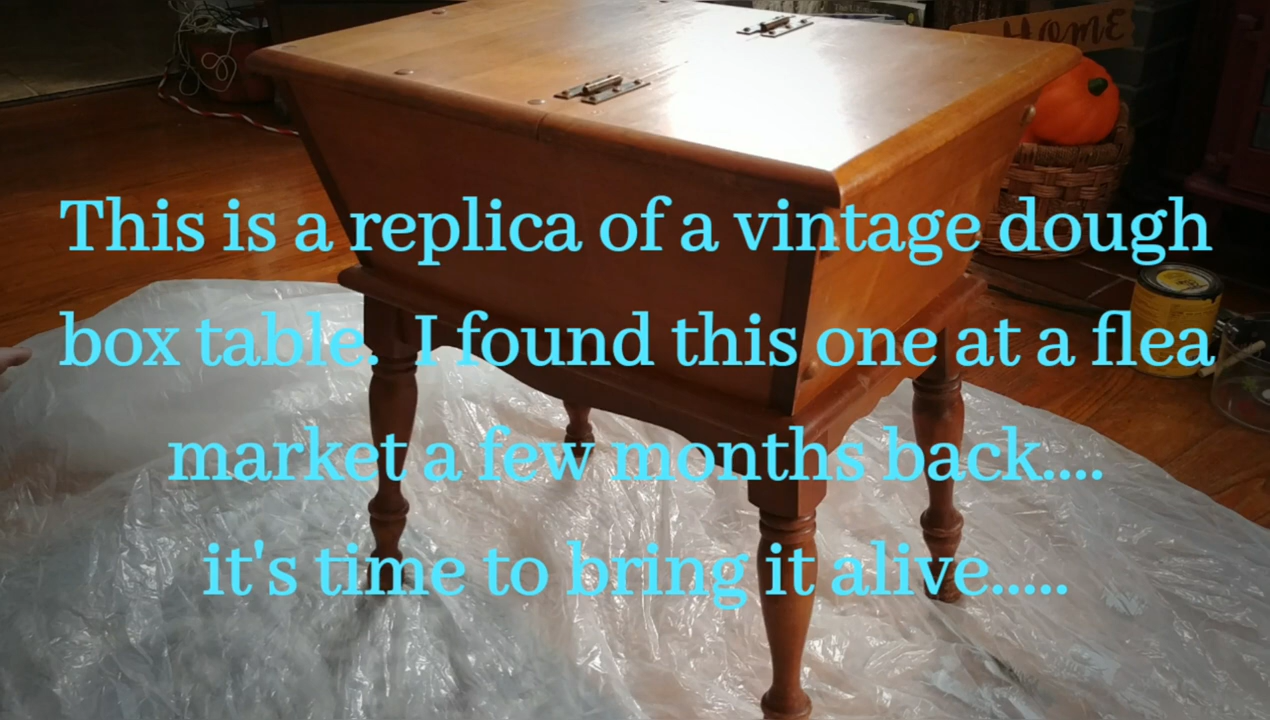 HOME
This is a replica of a vintage dough
box table.  I found this one at a flea
market a few months back....
it's time to bring it alive.....